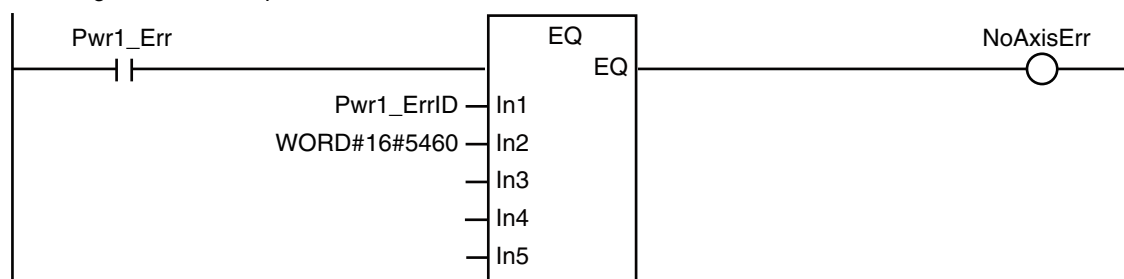 Pwr1_Err
EQ
NoAxisErr
EQ
Pwr1_ErrID
In1
WORD#16#5460
In2
In3
In4
In5